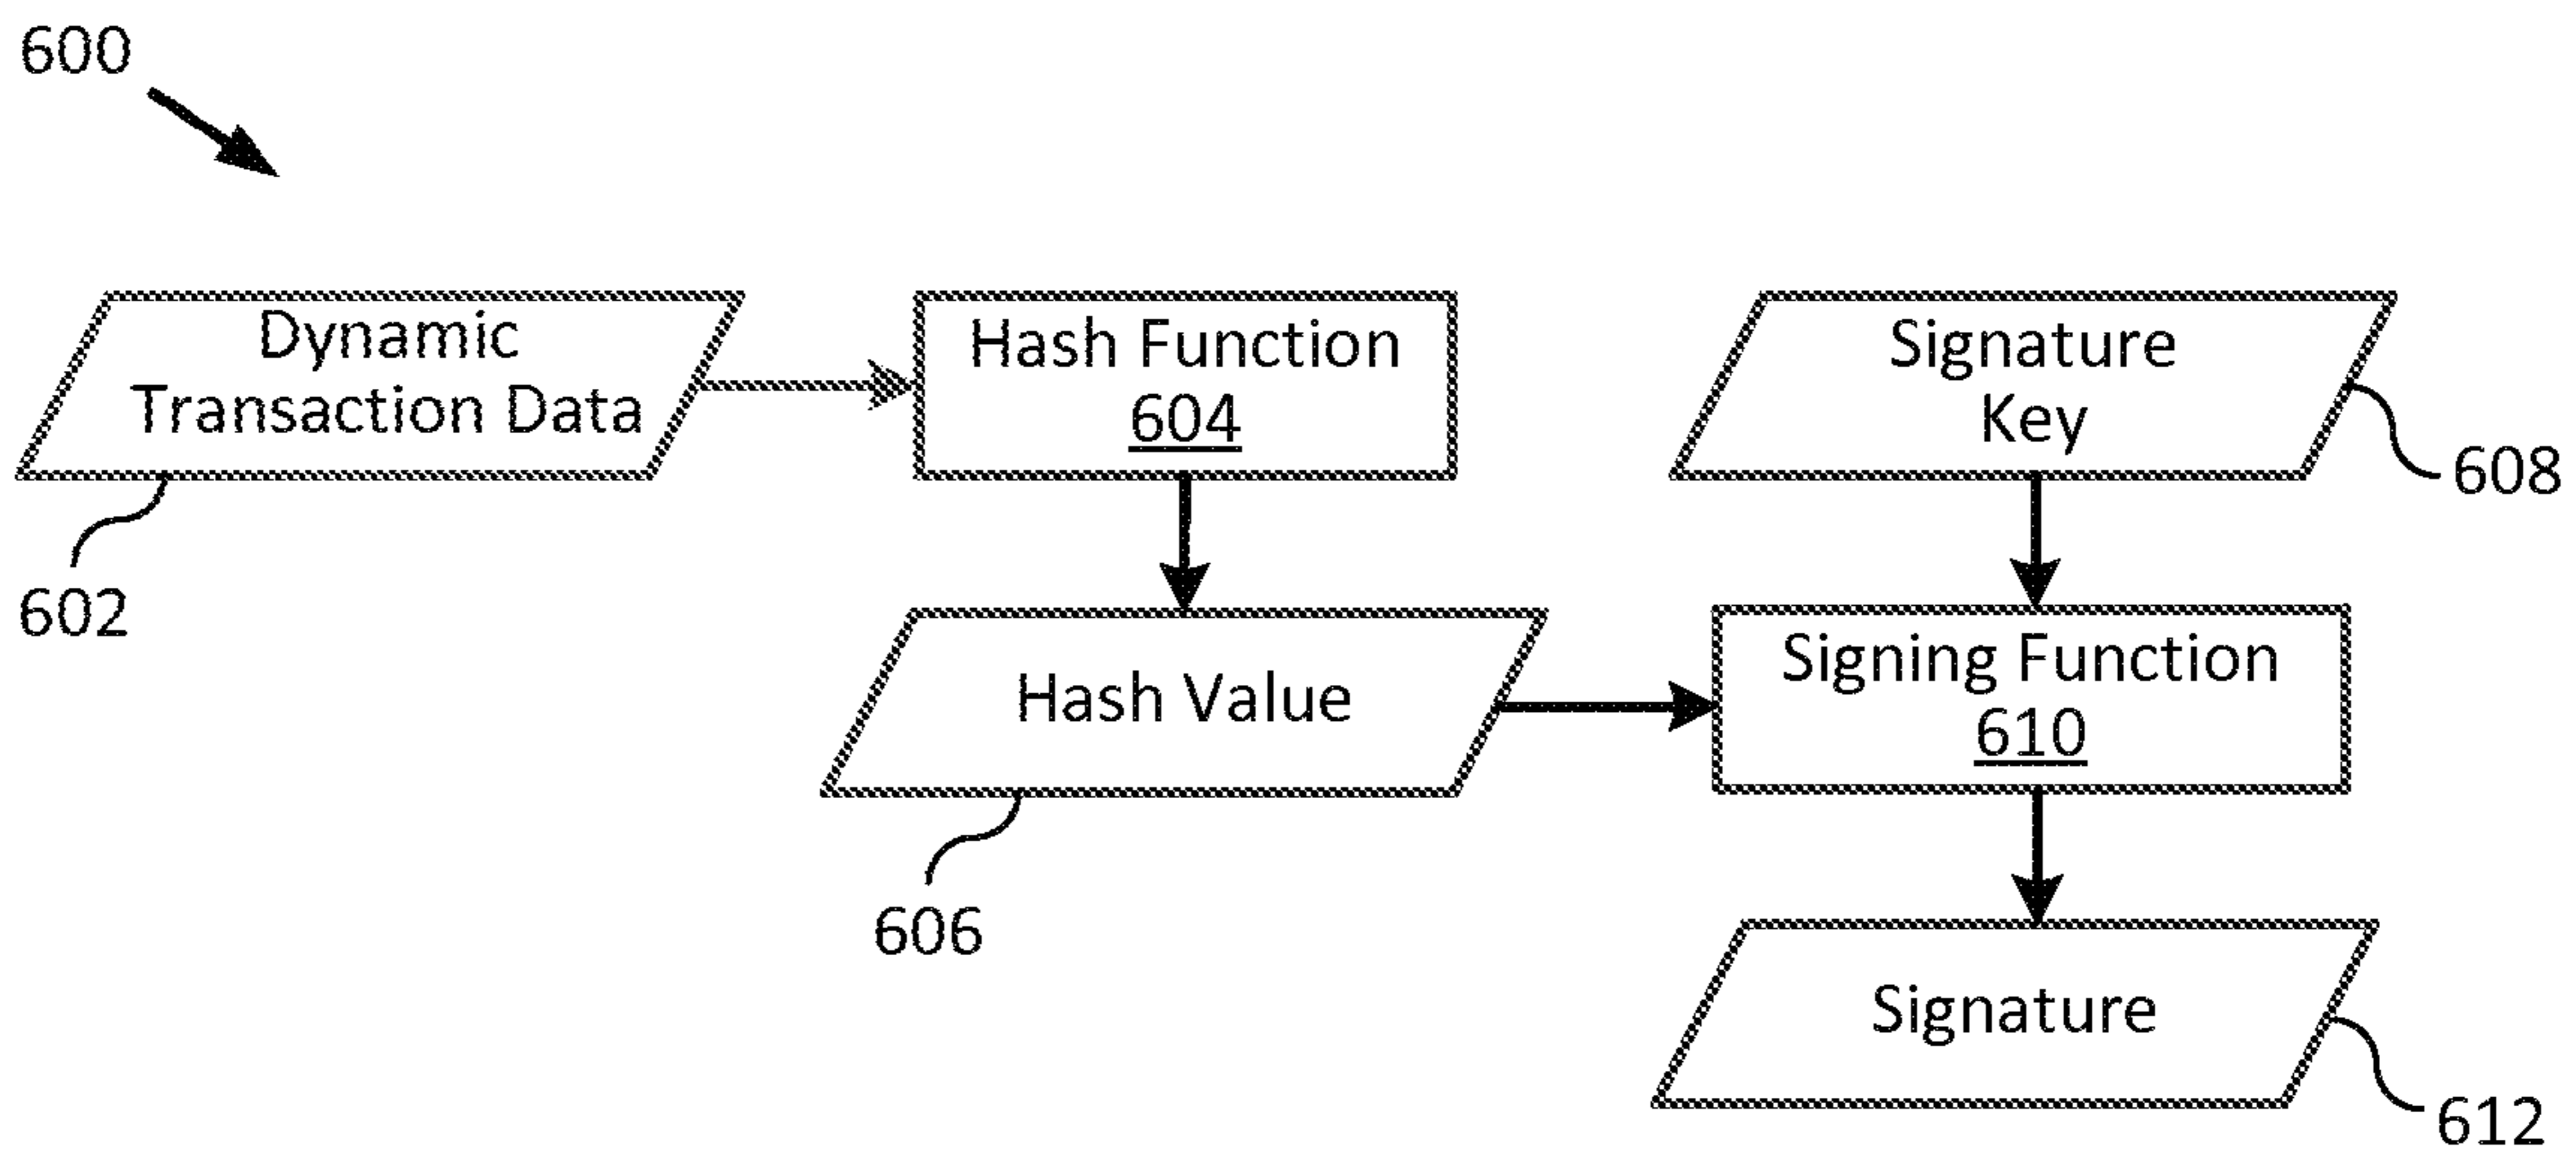 600
Dynamic
Transaction Data
602
Hash Function
604
Signature
Key
608
Hash Value
606
Signing Function
610
Signature
612